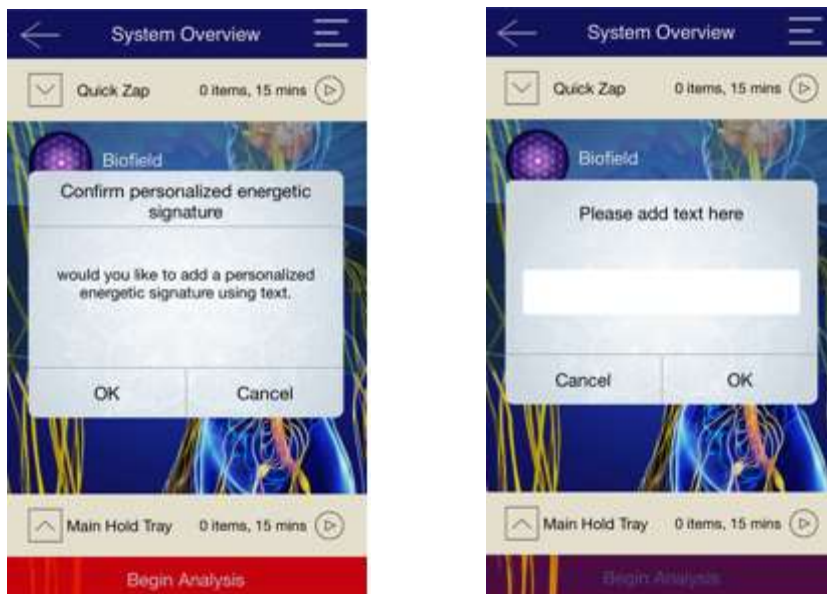 System Overview
Quick Zap 0 items, 15 mins
Biofield
Confirm personalized energetic
signature
would you like to add a personalized
energetic signature using text.
OK Cancel
Main Hold Tray 0 items, 15 mins
Begin Analysis
System Overview
Quick Zap 0 items, 15 mins
Biofield
Please add text here
Cancel OK
Main Hold Tray 0 items, 15 mins
Begin Analysis